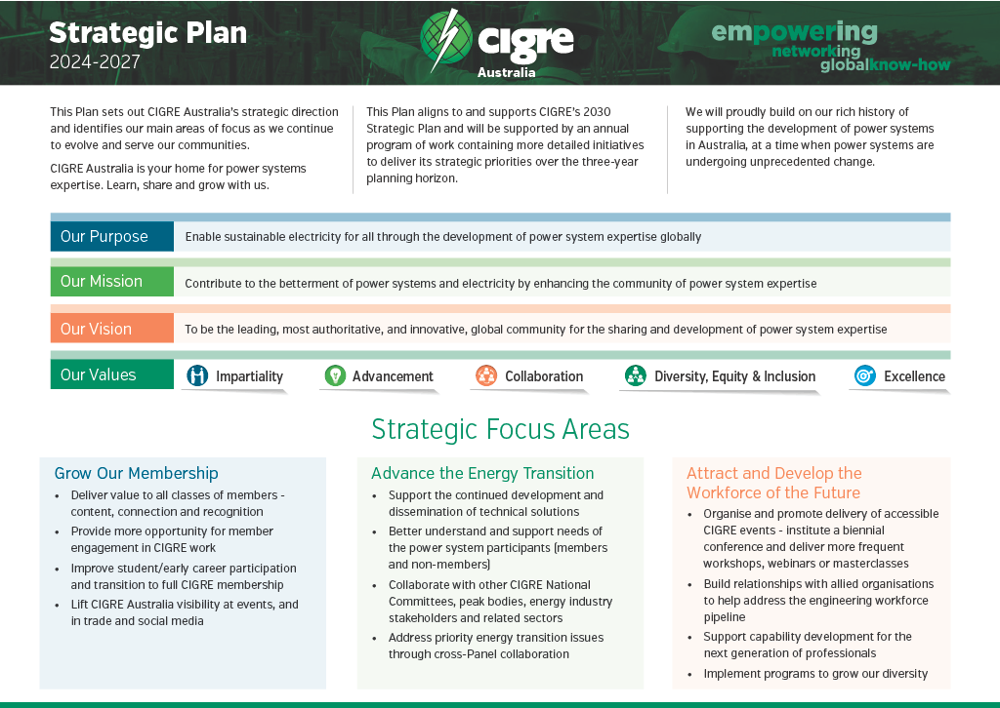 Strategic Plan
2024-2027
cigre
Australia
empowering
networking
globalknow-how
This Plan sets out CIGRE Australia's strategic direction
and identifies our main areas of focus as we continue
to evolve and serve our communities.
CIGRE Australia is your home for power systems
expertise. Learn, share and grow with us.
This Plan aligns to and supports CIGRE's 2030
Strategic Plan and will be supported by an annual
program of work containing more detailed initiatives
to deliver its strategic priorities over the three-year
planning horizon.
We will proudly build on our rich history of
supporting the development of power systems
in Australia, at a time when power systems are
undergoing unprecedented change.
Our Purpose
Enable sustainable electricity for all through the development of power system expertise globally
Our Mission
Contribute to the betterment of power systems and electricity by enhancing the community of power system expertise
Our Vision
To be the leading, most authoritative, and innovative, global community for the sharing and development of power system expertise
Our Values
Impartiality
Advancement
Collaboration
Diversity, Equity & Inclusion
Excellence
Strategic Focus Areas
Grow Our Membership
• Deliver value to all classes of members -
content, connection and recognition
• Provide more opportunity for member
engagement in CIGRE work
• Improve student/early career participation
and transition to full CIGRE membership
• Lift CIGRE Australia visibility at events, and
in trade and social media
Advance the Energy Transition
• Support the continued development and
dissemination of technical solutions
• Better understand and support needs of
the power system participants (members
and non-members)
• Collaborate with other CIGRE National
Committees, peak bodies, energy industry
stakeholders and related sectors
• Address priority energy transition issues
through cross-Panel collaboration
Attract and Develop the
Workforce of the Future
• Organise and promote delivery of accessible
CIGRE events - institute a biennial
conference and deliver more frequent
workshops, webinars or masterclasses
• Build relationships with allied organisations
to help address the engineering workforce
pipeline
• Support capability development for the
next generation of professionals
• Implement programs to grow our diversity